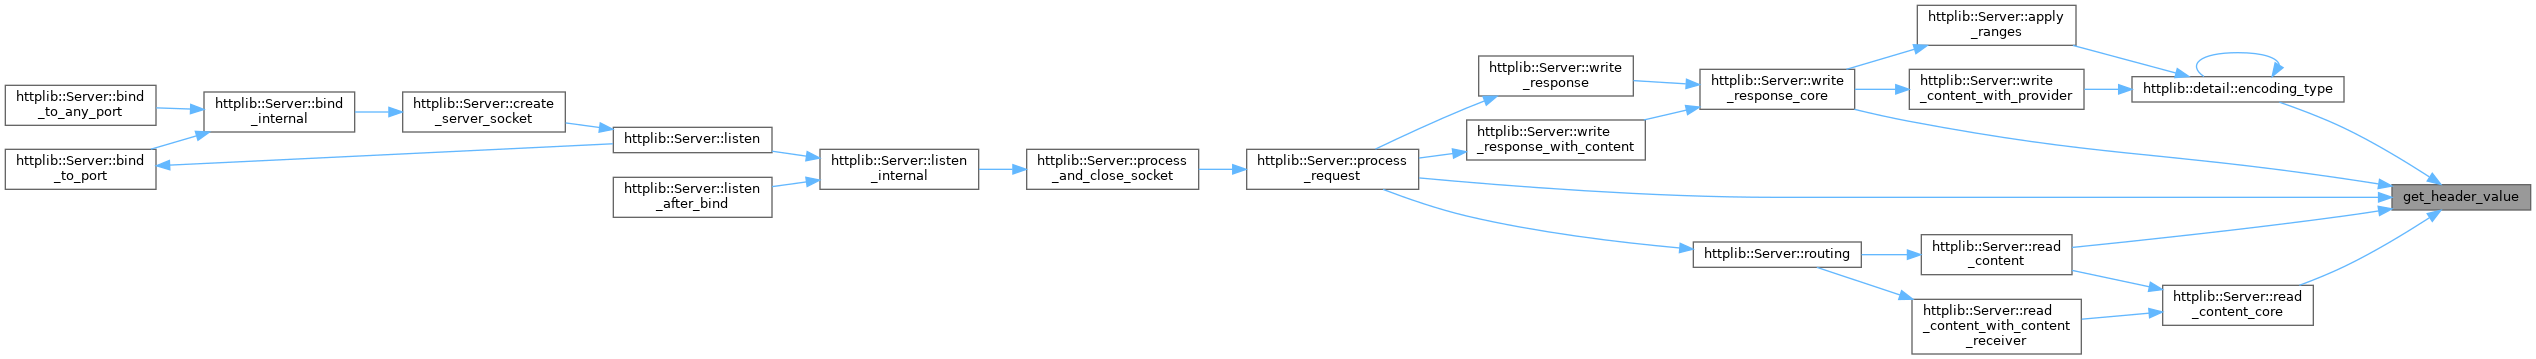 httplib::Server::bind
_to_any_port
httplib::Server::bind
_to_port
httplib::Server::bind
_internal
httplib::Server::create
_server_socket
httplib::Server::listen
httplib::Server::listen
_after_bind
httplib::Server::listen
_internal
httplib::Server::process
_and_close_socket
httplib::Server::process
_request
httplib::Server::write
_response
httplib::Server::write
_response_with_content
httplib::Server::write
_response_core
httplib::Server::routing
httplib::Server::apply
_ranges
httplib::Server::write
_content_with_provider
httplib::Server::read
_content
httplib::Server::read
_content_with_content
_receiver
httplib::detail::encoding_type
httplib::Server::read
_content_core
get_header_value